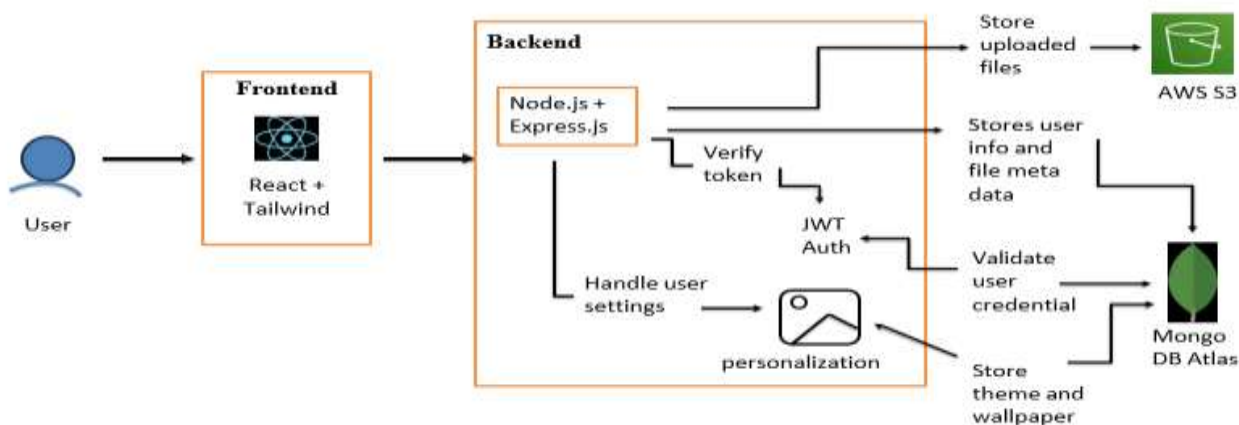 Backend
Frontend
Node.js +
Express.js
React +
Tailwind
User
Verify
token
JWT
Auth
Handle user
settings
personalization
Store
uploaded
files
AWS S3
Stores user
info and
file meta
data
Validate
user
credential
Mongo
DB Atlas
Store
theme and
wallpaper